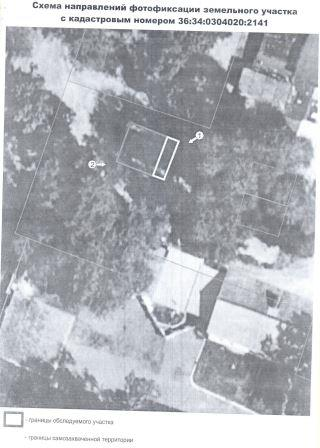 Схема направлений фотофиксации земельного участка
с кадастровым номером 36:34:0304020:2141
1
2
- границы обследуемого участка
- границы самозахваченной территории